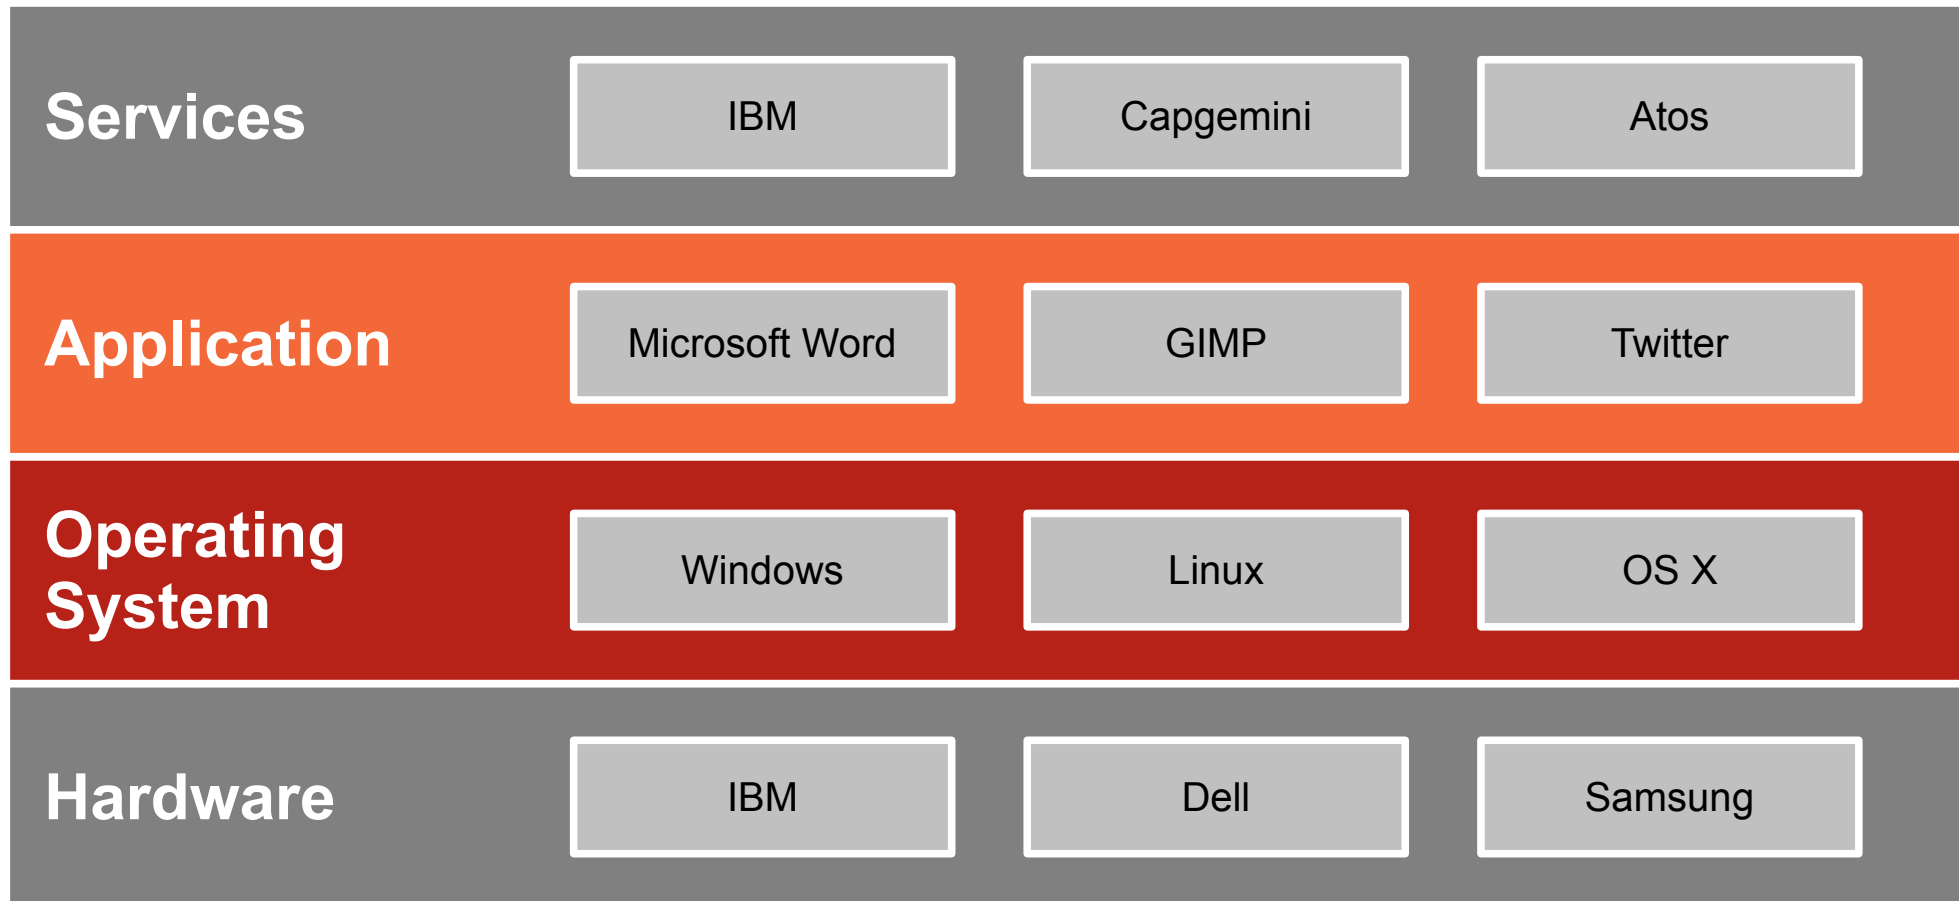 Services
IBM
Capgemini
Atos
Application
Microsoft Word
GIMP
Twitter
Operating
System
Windows
Linux
OS X
Hardware
IBM
Dell
Samsung